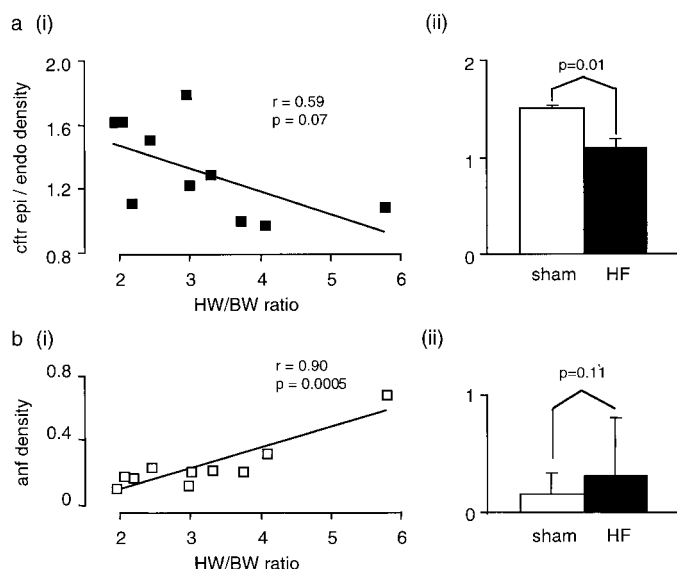 a (i)
(ii)
2.0
1.6
1.2
0.8
cftr epi / endo density
r = 0.59
p = 0.07
2 3 4 5 6
HW/BW ratio
2
1
0
p=0.01
sham HF
b (i)
(ii)
0.8
0.4
0
anf density
r = 0.90
p = 0.0005
2 3 4 5 6
HW/BW ratio
1
0
p=0.11
sham HF